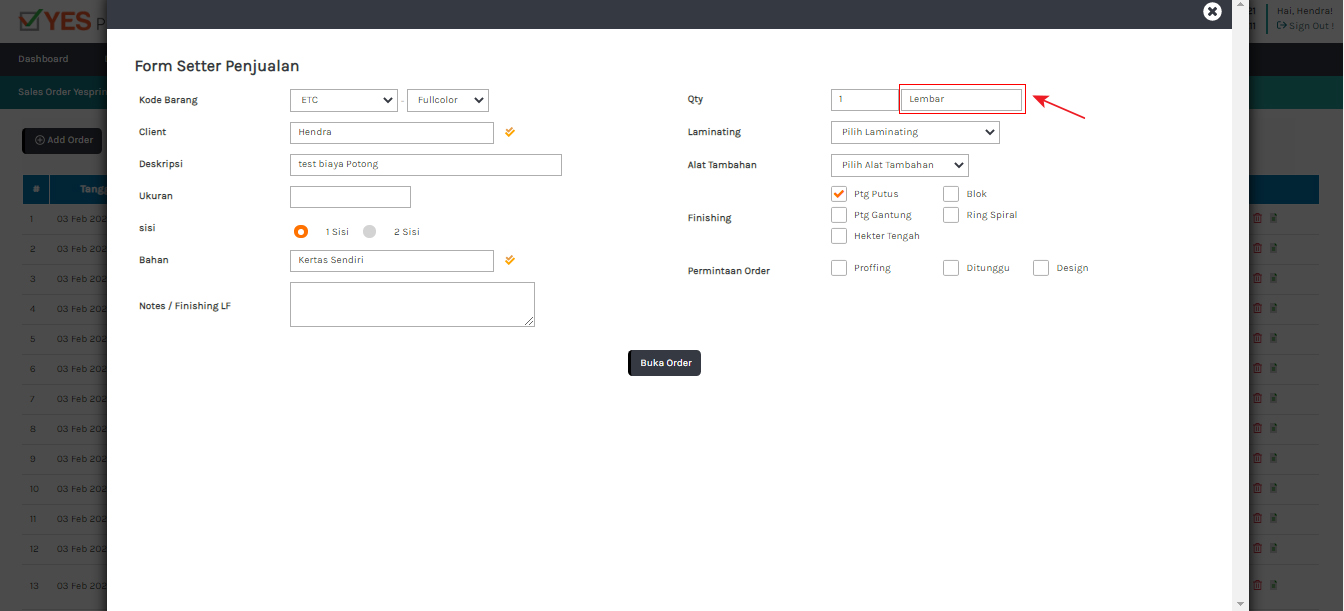 YES P
21
11
Hai, Hendra!
Sign Out !
Dashboard
Sales Order Yesprin
Add Order
Form Setter Penjualan
Kode Barang
ETC - Fullcolor
Client
Hendra
Deskripsi
test biaya Potong
Ukuran
sisi
1 Sisi
2 Sisi
Bahan
Kertas Sendiri
Notes / Finishing LF
Qty
1
Lembar
Laminating
Pilih Laminating
Alat Tambahan
Pilih Alat Tambahan
Finishing
Ptg Putus
Blok
Ptg Gantung
Ring Spiral
Hekter Tengah
Permintaan Order
Proffing
Ditunggu
Design
Buka Order
# Tangg
1 03 Feb 202
2 03 Feb 202
3 03 Feb 202
4 03 Feb 202
5 03 Feb 202
6 03 Feb 202
7 03 Feb 202
8 03 Feb 202
9 03 Feb 202
10 03 Feb 202
11 03 Feb 202
12 03 Feb 202
13 03 Feb 202